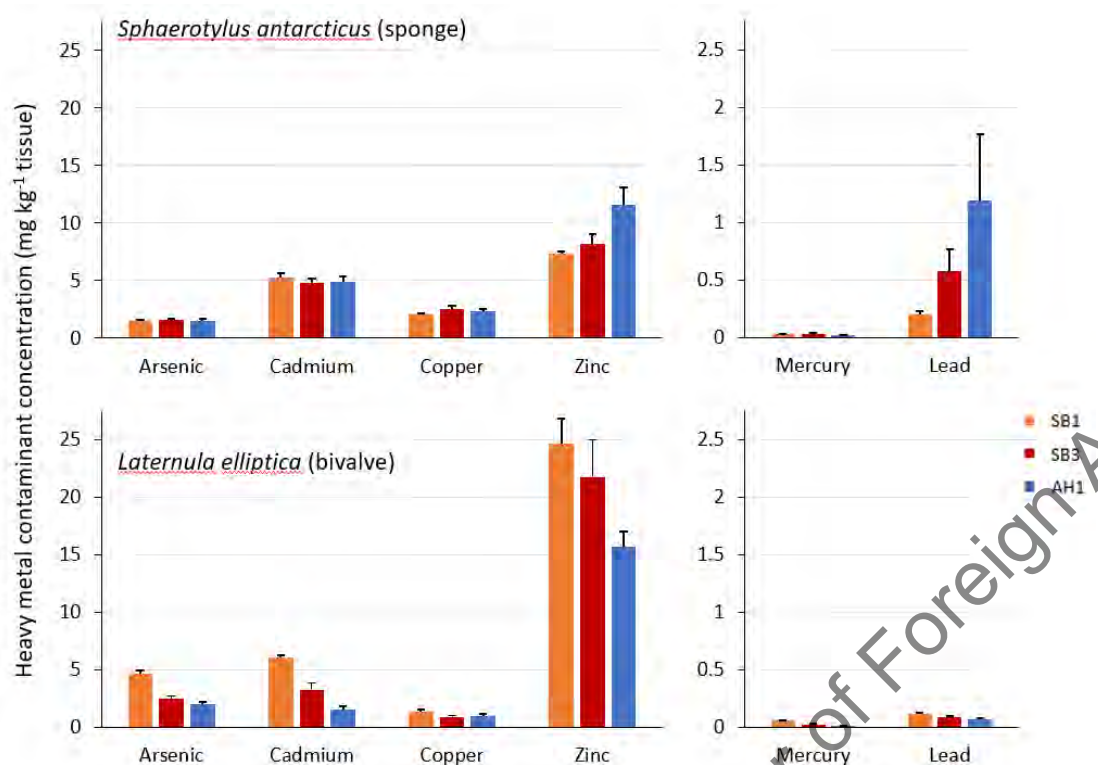 Sphaerotylus antarcticus (sponge)
25
20
15
10
5
0
Arsenic Cadmium Copper Zinc
2.5
2
1.5
1
0.5
0
Mercury Lead
Heavy metal contaminant concentration (mg kg⁻¹ tissue)
Laternula elliptica (bivalve)
25
20
15
10
5
0
Arsenic Cadmium Copper Zinc
2.5
2
1.5
1
0.5
0
Mercury Lead
SB1
SB3
AH1
of Foreign A